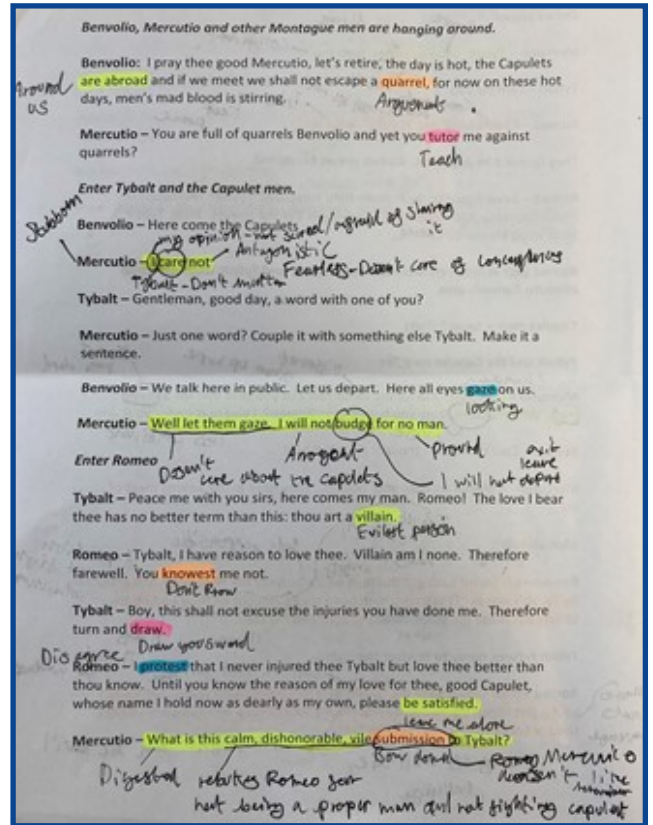 Benvolio, Mercutio and other Montague men are hanging around.
Benvolio: I pray thee good Mercutio, let's retire, the day is hot, the Capulets
Around
us
are abroad and if we meet we shall not escape a quarrel, for now on these hot
days, men's mad blood is stirring.
Arguments
Mercutio – You are full of quarrels Benvolio and yet you tutor me against
quarrels?
Teach
Enter Tybalt and the Capulet men.
Stubborn
Benvolio – Here come the Capulets
my opinion - not scared/afraid of sharing
it
Mercutio – I care not
Antagonistic
Fearless - Doesn't care of
Tybalt – Gentleman, good day, a word with one of you?
Mercutio – Just one word? Couple it with something else Tybalt. Make it a
sentence.
Benvolio – We talk here in public. Let us depart. Here all eyes gaze on us.
looking
Mercutio – Well let them gaze. I will not budge for no man.
Enter Romeo
Doesn't
care about the capulets
Arrogant
Proud
exit
leave
I will not depart
Tybalt – Peace me with you sirs, here comes my man. Romeo! The love I bear
thee has no better term than this: thou art a villain.
Evilest person
Romeo – Tybalt, I have reason to love thee. Villain am I none. Therefore
farewell. You knowest me not.
Don't know
Tybalt – Boy, this shall not excuse the injuries you have done me. Therefore
turn and draw.
Draw your sword
Disagree
Romeo – I protest that I never injured thee Tybalt but love thee better than
thou know. Until you know the reason of my love for thee, good Capulet,
whose name I hold now as dearly as my own, please be satisfied.
leave me alone
Mercutio – What is this calm, dishonorable, vile submission to Tybalt?
Bow down
Romeo Mercutio
doesn't like
Romeo for
not being a proper man and not fighting capulet